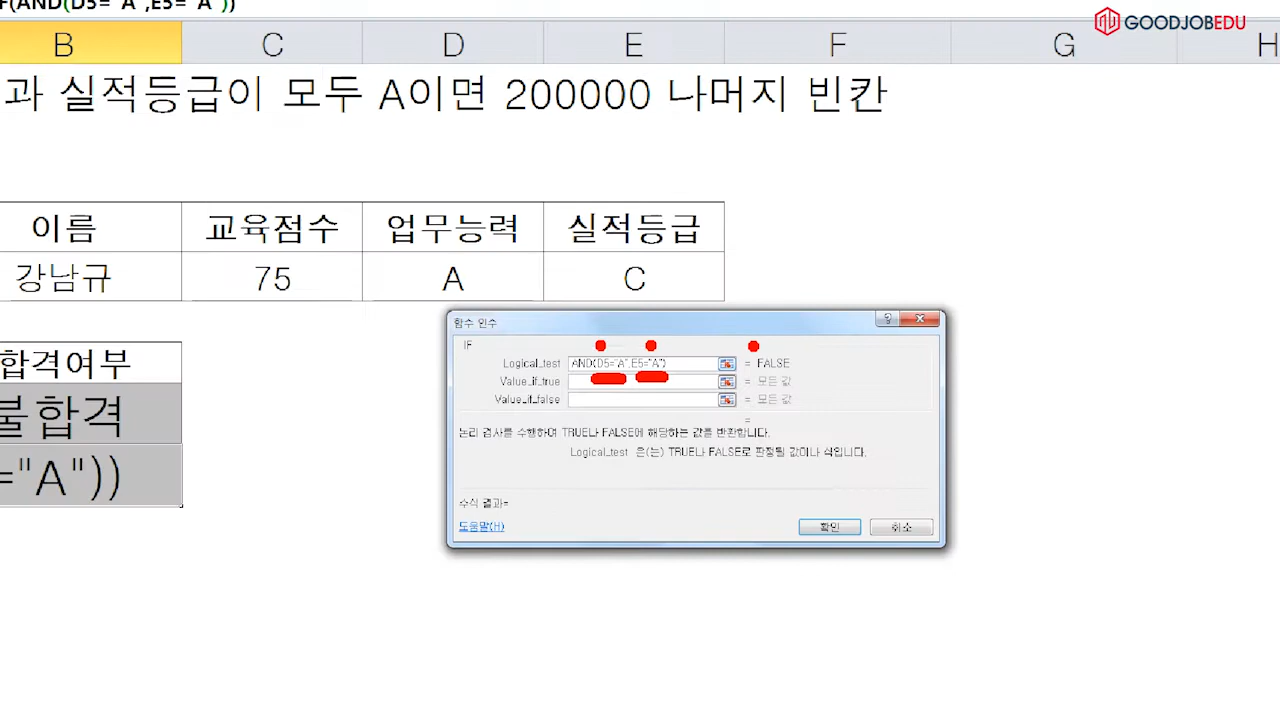 F(AND(D5="A",E5="A"))
GOODJOBEDU
B C D E F G H
과 실적등급이 모두 A이면 200000 나머지 빈칸
이름 교육점수 업무능력 실적등급
강남규 75 A C
합격여부
불합격
="A"))
함수 인수
IF
Logical_test AND(D5="A",E5="A") = FALSE
Value_if_true = 모든 값
Value_if_false = 모든 값
=
논리 검사를 수행하여 TRUE나 FALSE에 해당하는 값을 반환합니다.
Logical_test 은(는) TRUE나 FALSE로 판정될 값이나 식입니다.
수식 결과=
도움말(H) 확인 취소